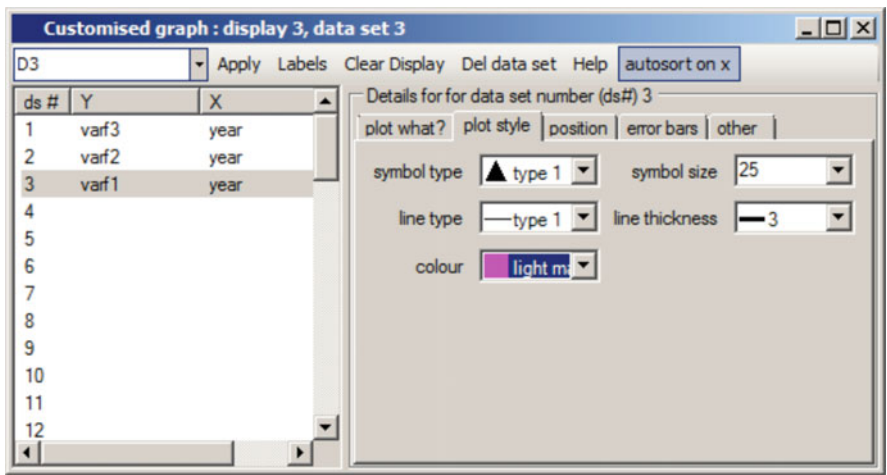 Customised graph : display 3, data set 3
D3 Apply Labels Clear Display Del data set Help autosort on x
ds # Y X
1 varf3 year
2 varf2 year
3 varf1 year
4
5
6
7
8
9
10
11
12
Details for for data set number (ds#) 3
plot what? plot style position error bars other
symbol type type 1 symbol size 25
line type type 1 line thickness 3
colour light ma